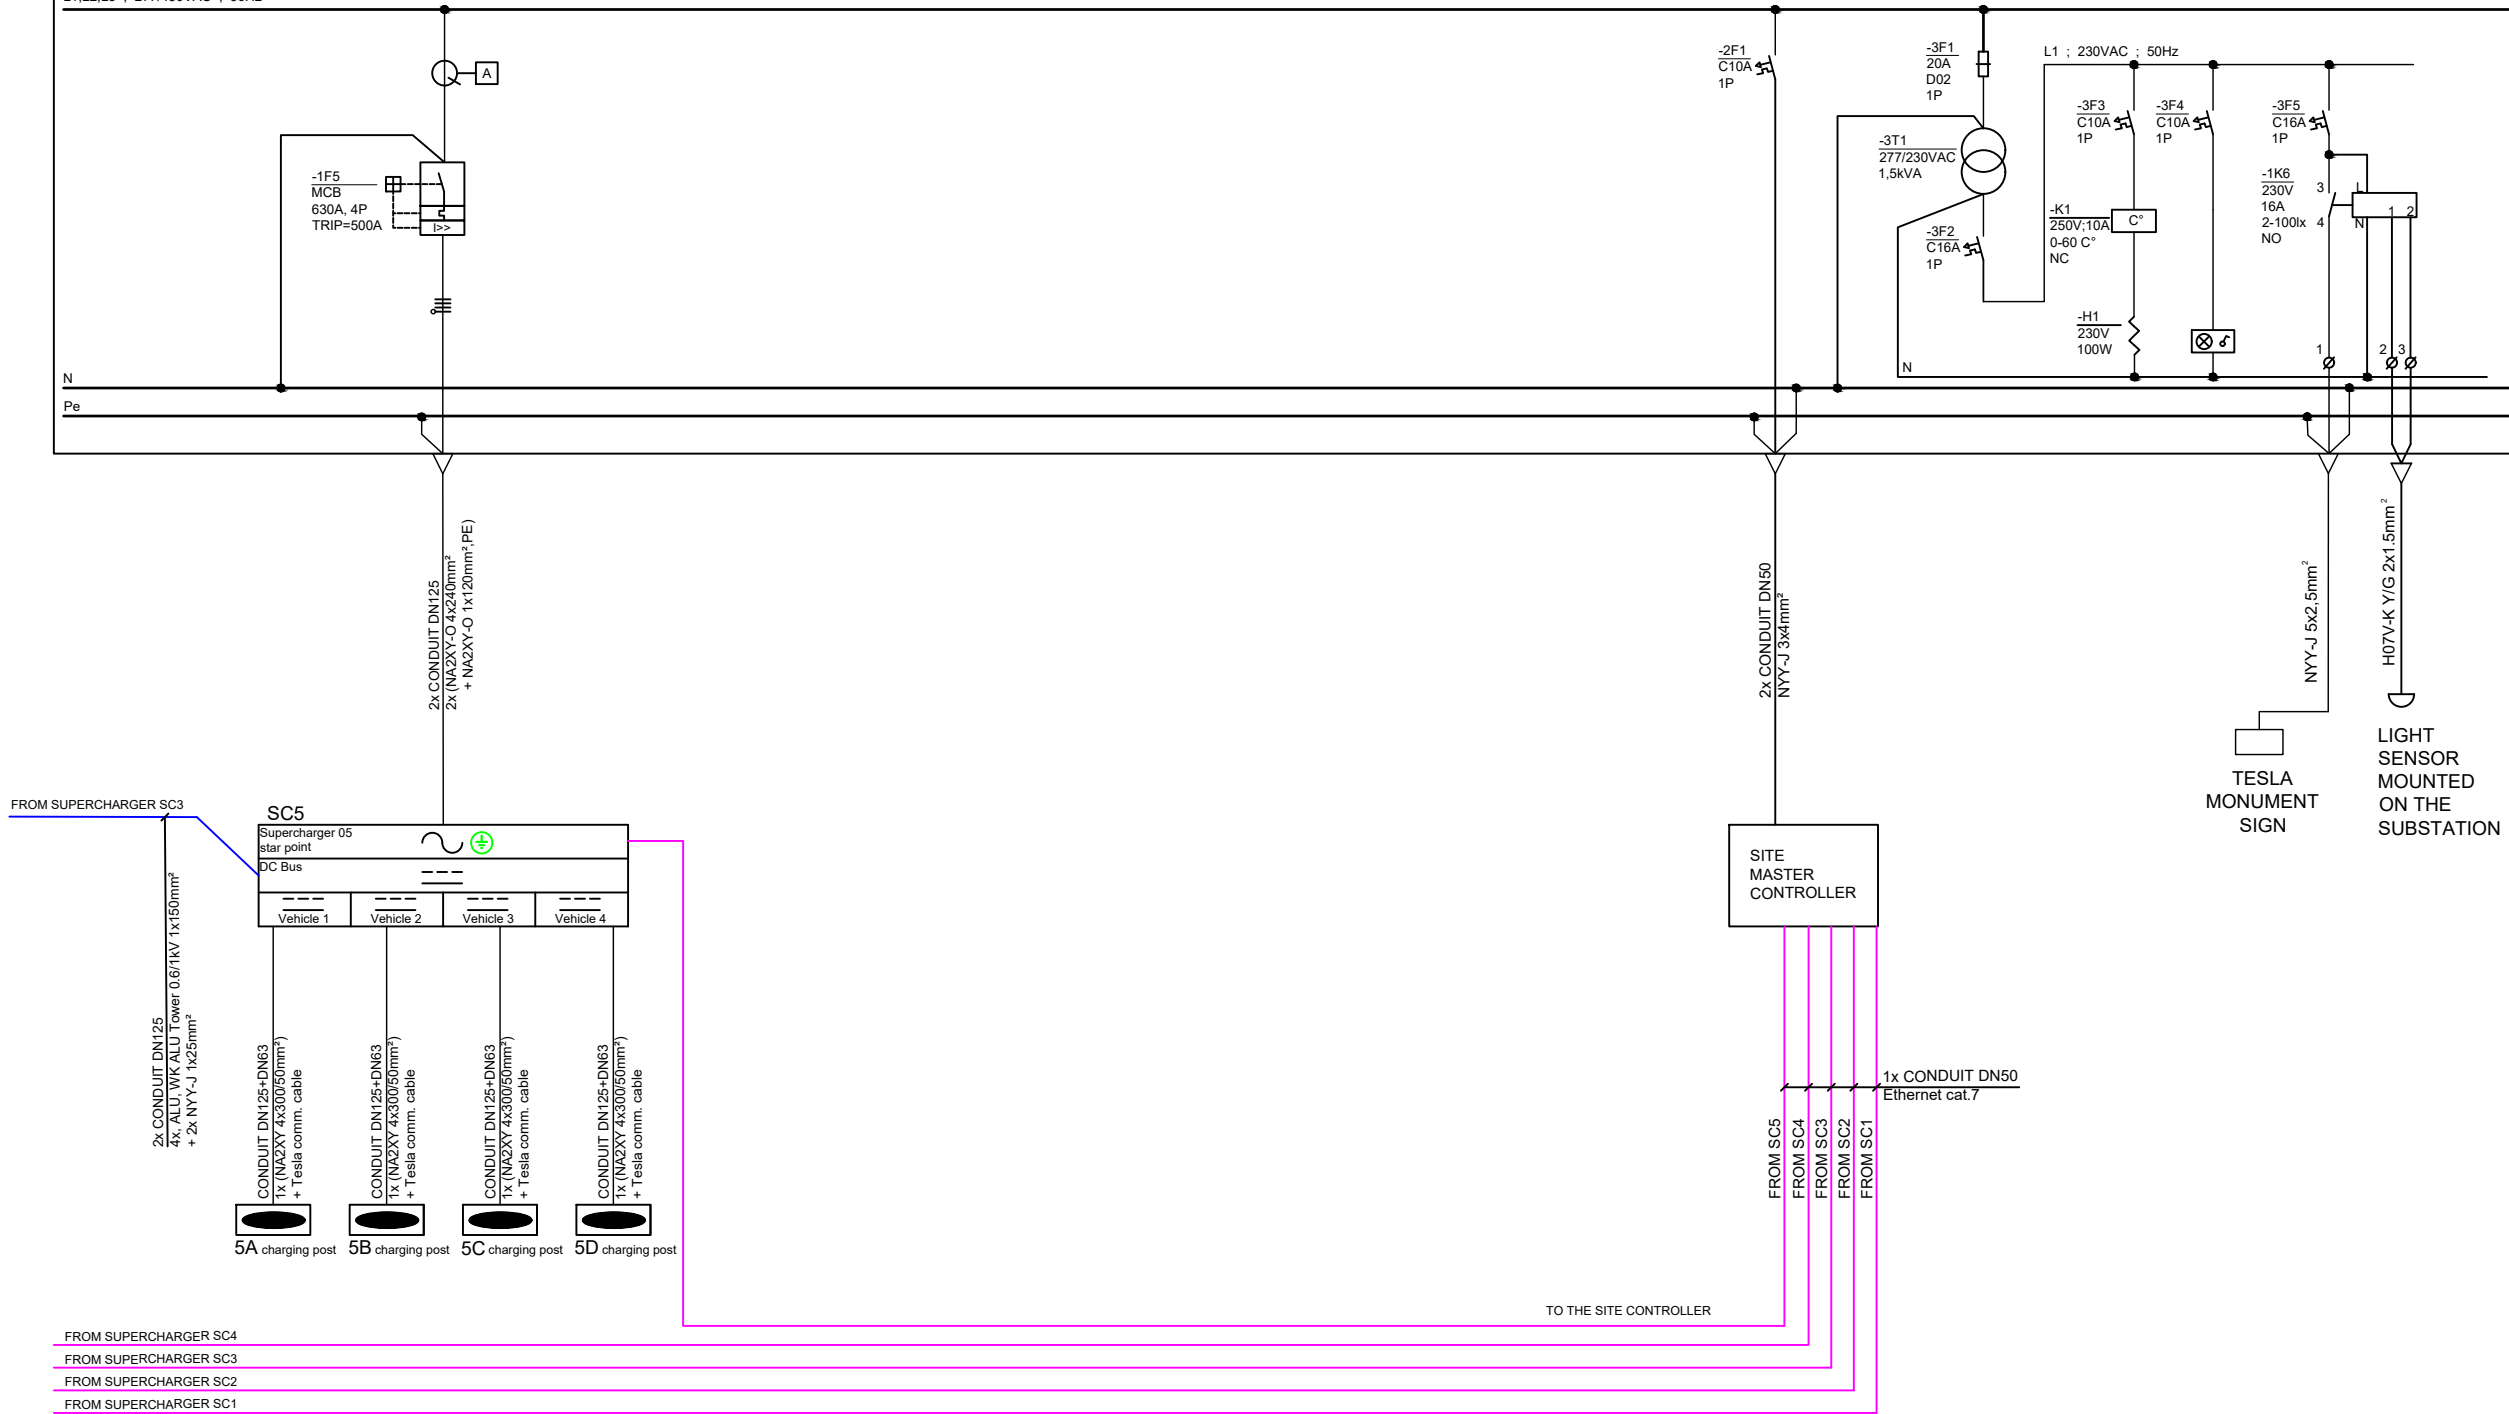 A
-1F5
MCB
630A, 4P
TRIP=500A
I>>
-2F1
C10A
1P
-3F1
20A
D02
1P
L1 ; 230VAC ; 50Hz
-3T1
277/230VAC
1,5kVA
-3F2
C16A
1P
-3F3
C10A
1P
-3F4
C10A
1P
-3F5
C16A
1P
-K1
250V;10A
0-60 C°
NC
C°
-H1
230V
100W
-1K6
230V
16A
2-100lx
NO
3
4
L
N
1
2
1
2
3
N
N
Pe
2x CONDUIT DN125
2x (NA2XY-O 4x240mm²
+ NA2XY-O 1x120mm²,PE)
2x CONDUIT DN50
NYY-J 3x4mm²
NYY-J 5x2,5mm²
H07V-K Y/G 2x1.5mm²
TESLA
MONUMENT
SIGN
LIGHT
SENSOR
MOUNTED
ON THE
SUBSTATION
FROM SUPERCHARGER SC3
SC5
Supercharger 05
star point
DC Bus
Vehicle 1
Vehicle 2
Vehicle 3
Vehicle 4
SITE
MASTER
CONTROLLER
2x CONDUIT DN125
4x, ALU, WK ALU Tower 0.6/1kV 1x150mm²
+ 2x NYY-J 1x25mm²
CONDUIT DN125+DN63
1x (NA2XY 4x300/50mm²)
+ Tesla comm. cable
CONDUIT DN125+DN63
1x (NA2XY 4x300/50mm²)
+ Tesla comm. cable
CONDUIT DN125+DN63
1x (NA2XY 4x300/50mm²)
+ Tesla comm. cable
CONDUIT DN125+DN63
1x (NA2XY 4x300/50mm²)
+ Tesla comm. cable
5A charging post
5B charging post
5C charging post
5D charging post
1x CONDUIT DN50
Ethernet cat.7
FROM SC5
FROM SC4
FROM SC3
FROM SC2
FROM SC1
TO THE SITE CONTROLLER
FROM SUPERCHARGER SC4
FROM SUPERCHARGER SC3
FROM SUPERCHARGER SC2
FROM SUPERCHARGER SC1